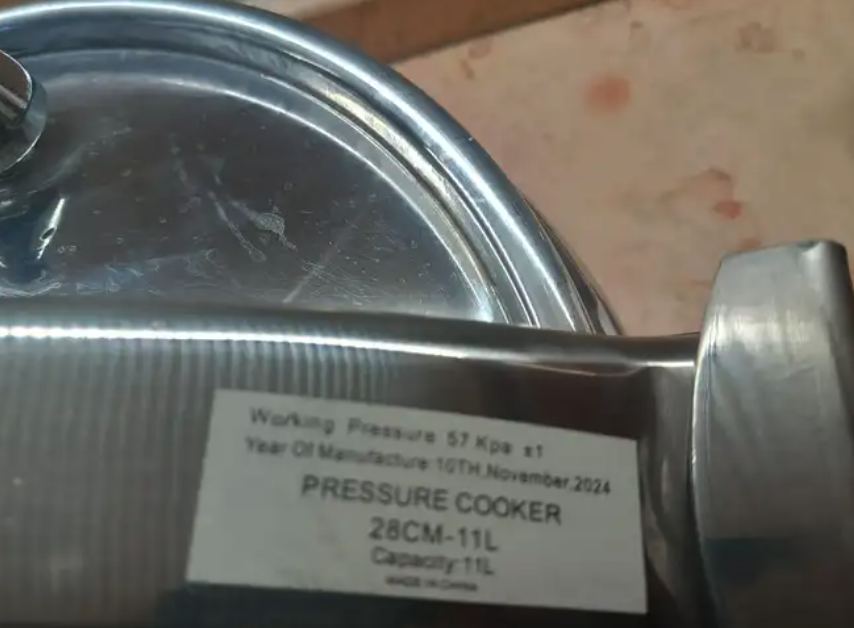 Working Pressure 57 Kpa ±1
Year Of Manufacture:10TH,November,2024
PRESSURE COOKER
28CM-11L
Capacity:11L
MADE IN CHINA